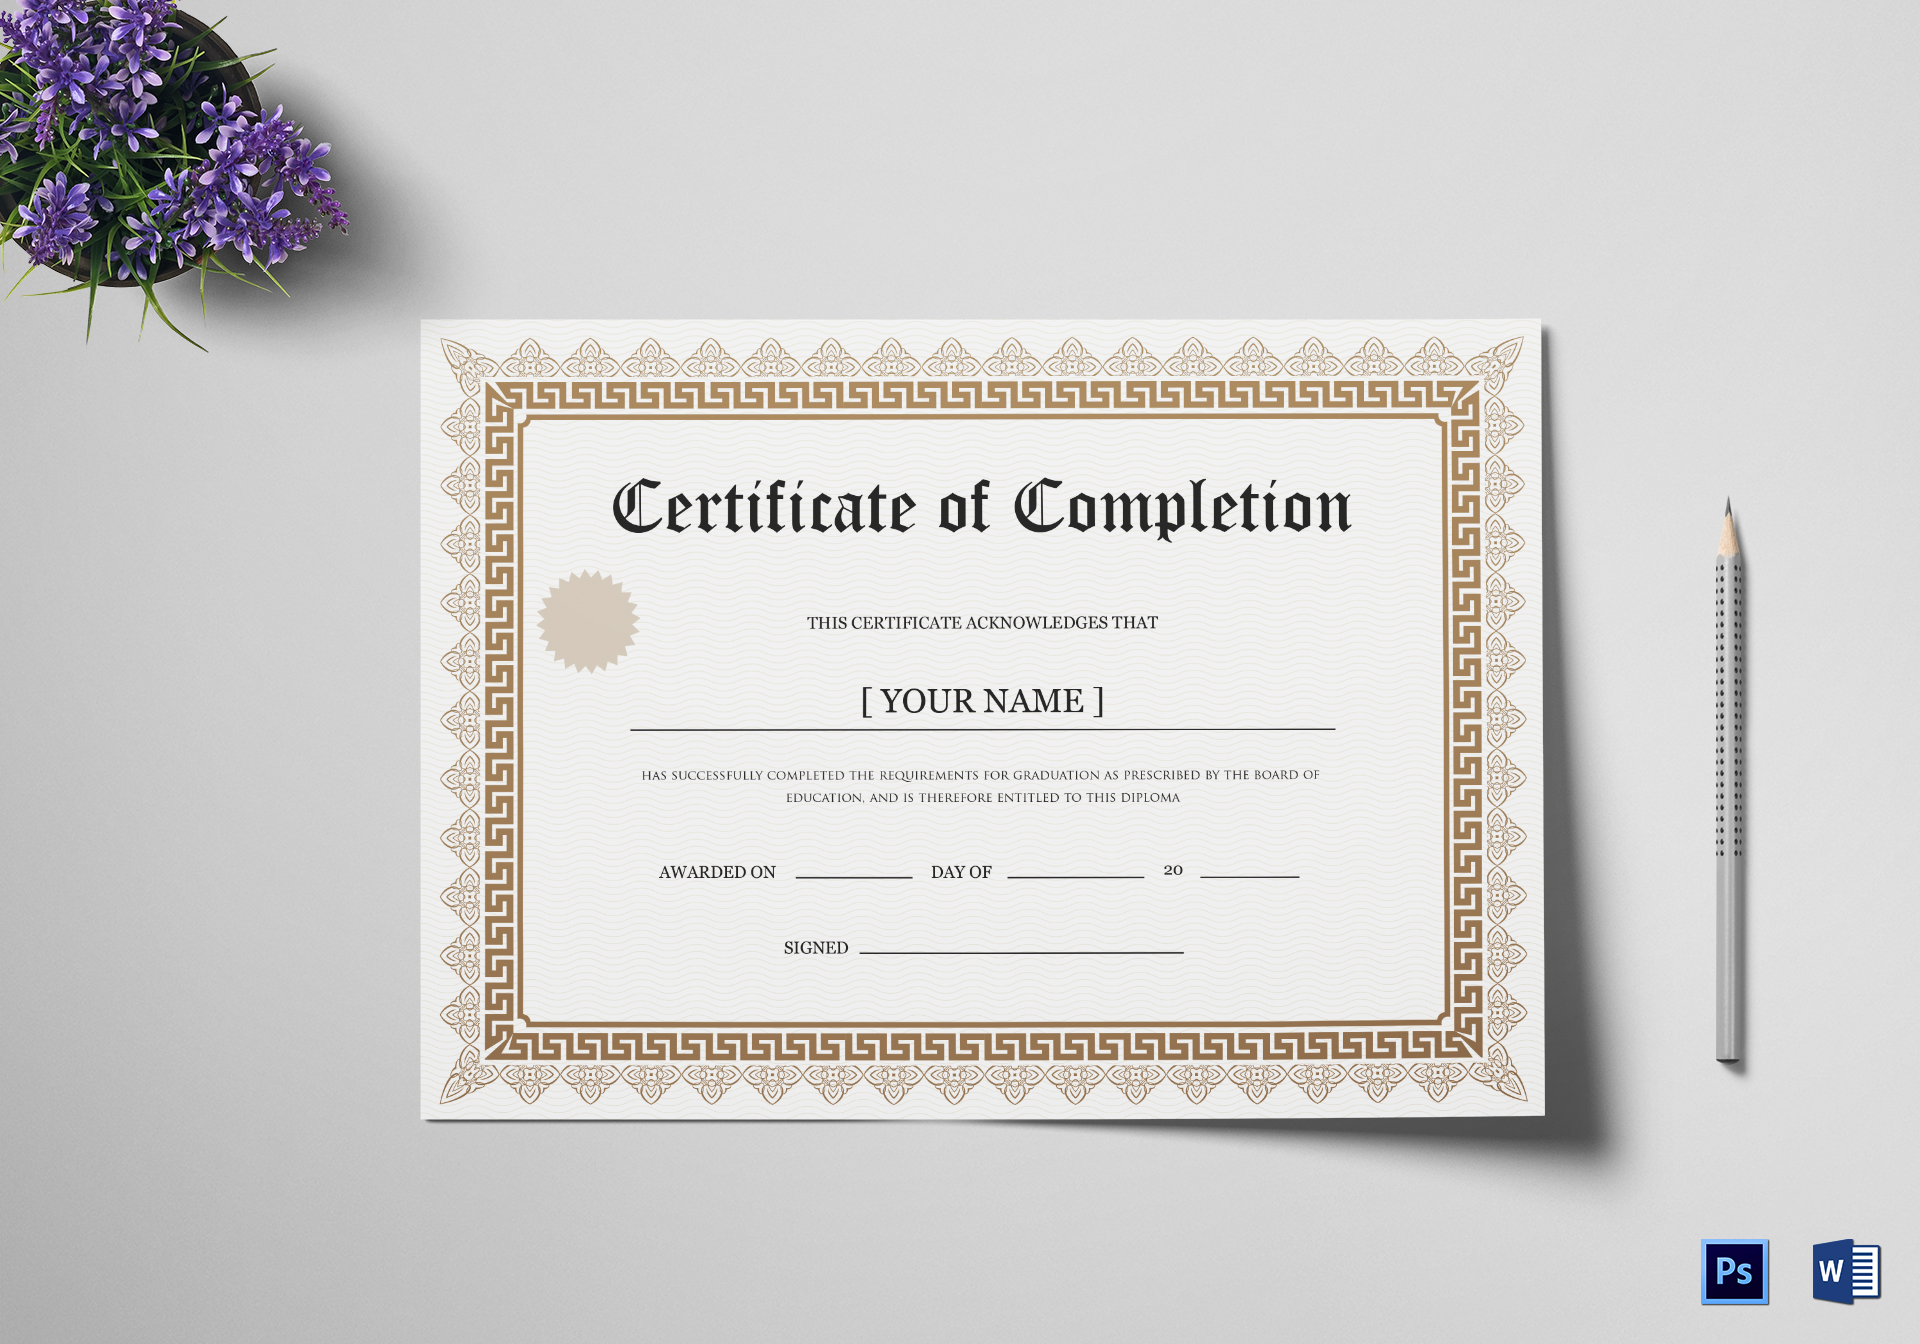 Certificate of Completion
THIS CERTIFICATE ACKNOWLEDGES THAT
[ YOUR NAME ]
HAS SUCCESSFULLY COMPLETED THE REQUIREMENTS FOR GRADUATION AS PRESCRIBED BY THE BOARD OF
EDUCATION, AND IS THEREFORE ENTITLED TO THIS DIPLOMA
AWARDED ON ________ DAY OF ________ 20 ________
SIGNED ________
Ps W